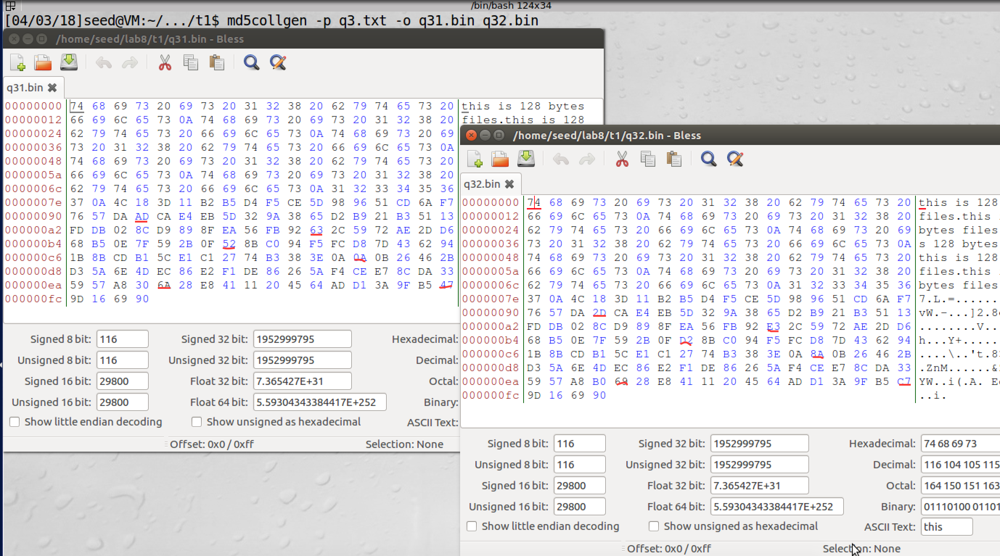 /bin/bash 124x34
[04/03/18]seed@VM:~/.../t1$ md5collgen -p q3.txt -o q31.bin q32.bin
/home/seed/lab8/t1/q31.bin - Bless
q31.bin
00000000 74 68 69 73 20 69 73 20 31 32 38 20 62 79 74 65 73 20 this is 128 bytes
00000012 66 69 6C 65 73 0A 74 68 69 73 20 69 73 20 31 32 38 20 files.this is 128
00000024 62 79 74 65 73 20 66 69 6C 65 73 0A 74 68 69 73 20 69
00000036 73 20 31 32 38 20 62 79 74 65 73 20 66 69 6C 65 73 0A
00000048 74 68 69 73 20 69 73 20 31 32 38 20 62 79 74 65 73 20
0000005a 66 69 6C 65 73 0A 74 68 69 73 20 69 73 20 31 32 38 20
0000006c 62 79 74 65 73 20 66 69 6C 65 73 0A 31 32 33 34 35 36
0000007e 37 0A 4C 18 3D 11 B2 B5 D4 F5 CE 5D 98 96 51 CD 6A F7
00000090 76 57 DA AD CA E4 EB 5D 32 9A 38 65 D2 B9 21 B3 51 13
000000a2 FD DB 02 8C D9 89 8F EA 56 FB 92 63 2C 59 72 AE 2D D6
000000b4 68 B5 0E 7F 59 2B 0F 52 8B C0 94 F5 FC D8 7D 43 62 94
000000c6 1B 8B CD B1 5C E1 C1 27 74 B3 38 3E 0A 0A 0B 26 46 2B
000000d8 D3 5A 6E 4D EC 86 E2 F1 DE 86 26 5A F4 CE E7 8C DA 33
000000ea 59 57 A8 30 6A 28 E8 41 11 20 45 64 AD D1 3A 9F B5 47
000000fc 9D 16 69 90
Signed 8 bit: 116 Signed 32 bit: 1952999795 Hexadecimal:
Unsigned 8 bit: 116 Unsigned 32 bit: 1952999795 Decimal:
Signed 16 bit: 29800 Float 32 bit: 7.365427E+31 Octal:
Unsigned 16 bit: 29800 Float 64 bit: 5.59304343384417E+252 Binary:
Show little endian decoding Show unsigned as hexadecimal ASCII Text:
Offset: 0x0 / 0xff Selection: None
/home/seed/lab8/t1/q32.bin - Bless
q32.bin
00000000 74 68 69 73 20 69 73 20 31 32 38 20 62 79 74 65 73 20 this is 128
00000012 66 69 6C 65 73 0A 74 68 69 73 20 69 73 20 31 32 38 20 files.this
00000024 62 79 74 65 73 20 66 69 6C 65 73 0A 74 68 69 73 20 69 bytes files
00000036 73 20 31 32 38 20 62 79 74 65 73 20 66 69 6C 65 73 0A s 128 bytes
00000048 74 68 69 73 20 69 73 20 31 32 38 20 62 79 74 65 73 20 this is 128
0000005a 66 69 6C 65 73 0A 74 68 69 73 20 69 73 20 31 32 38 20 files.this
0000006c 62 79 74 65 73 20 66 69 6C 65 73 0A 31 32 33 34 35 36 bytes files
0000007e 37 0A 4C 18 3D 11 B2 B5 D4 F5 CE 5D 98 96 51 CD 6A F7 7.L.=......
00000090 76 57 DA 2D CA E4 EB 5D 32 9A 38 65 D2 B9 21 B3 51 13 vW.-...]2.8
000000a2 FD DB 02 8C D9 89 8F EA 56 FB 92 E3 2C 59 72 AE 2D D6 ........V..
000000b4 68 B5 0E 7F 59 2B 0F D2 8B C0 94 F5 FC D8 7D 43 62 94 h...Y+.....
000000c6 1B 8B CD B1 5C E1 C1 27 74 B3 38 3E 0A 8A 0B 26 46 2B ....\..'t.8
000000d8 D3 5A 6E 4D EC 86 E2 F1 DE 86 26 5A F4 CE E7 8C DA 33 .ZnM......&
000000ea 59 57 A8 B0 69 28 E8 41 11 20 45 64 AD D1 3A 9F B5 C7 YW..i(.A. E
000000fc 9D 16 69 90 ..i.
Signed 8 bit: 116 Signed 32 bit: 1952999795 Hexadecimal: 74 68 69 73
Unsigned 8 bit: 116 Unsigned 32 bit: 1952999795 Decimal: 116 104 105 115
Signed 16 bit: 29800 Float 32 bit: 7.365427E+31 Octal: 164 150 151 163
Unsigned 16 bit: 29800 Float 64 bit: 5.59304343384417E+252 Binary: 01110100 01101
Show little endian decoding Show unsigned as hexadecimal ASCII Text: this
Offset: 0x0 / 0xff Selection: None